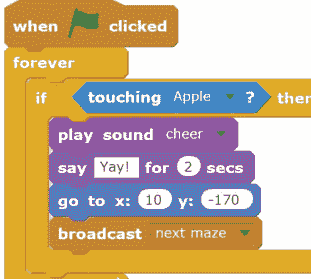 when clicked
forever
if touching Apple ? then
play sound cheer
say Yay! for 2 secs
go to x: 10 y: -170
broadcast next maze